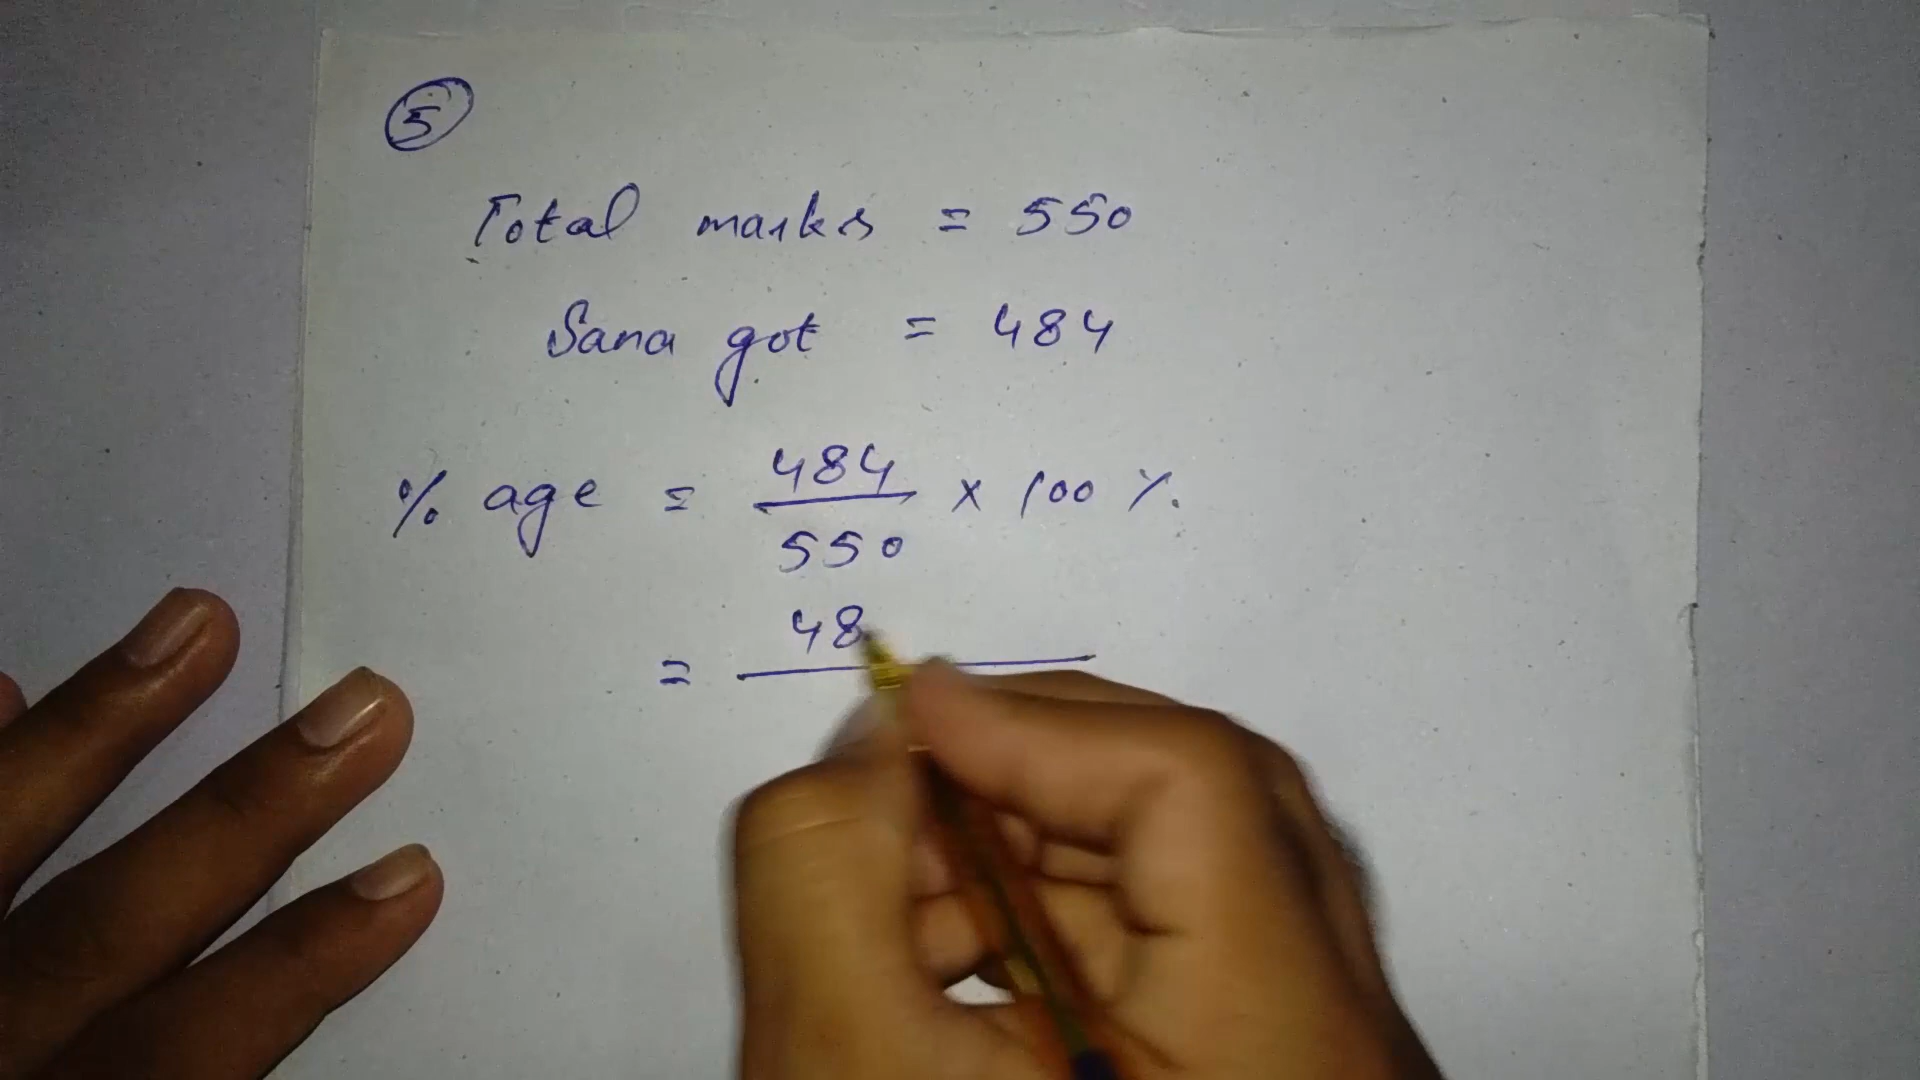 5
Total marks = 550
Sana got = 484
% age = 484/550 × 100 %.
= 48